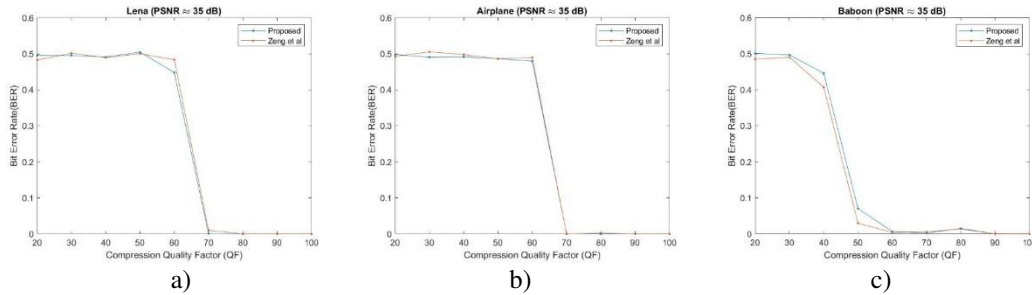 Lena (PSNR ≈ 35 dB)
0.6
0.5
0.4
0.3
0.2
0.1
0
Bit Error Rate(BER)
20 30 40 50 60 70 80 90 100
Compression Quality Factor (QF)
Proposed
Zeng et al
a)
Airplane (PSNR ≈ 35 dB)
0.6
0.5
0.4
0.3
0.2
0.1
0
Bit Error Rate(BER)
20 30 40 50 60 70 80 90 100
Compression Quality Factor (QF)
Proposed
Zeng et al
b)
Baboon (PSNR ≈ 35 dB)
0.6
0.5
0.4
0.3
0.2
0.1
0
Bit Error Rate(BER)
20 30 40 50 60 70 80 90 100
Compression Quality Factor (QF)
Proposed
Zeng et al
c)